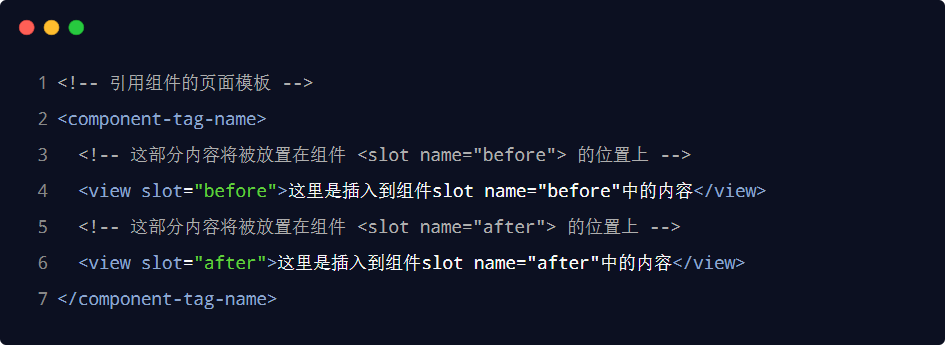 1 <!-- 引用组件的页面模板 -->
2 <component-tag-name>
3   <!-- 这部分内容将被放置在组件 <slot name="before"> 的位置上 -->
4   <view slot="before">这里是插入到组件slot name="before"中的内容</view>
5   <!-- 这部分内容将被放置在组件 <slot name="after"> 的位置上 -->
6   <view slot="after">这里是插入到组件slot name="after"中的内容</view>
7 </component-tag-name>